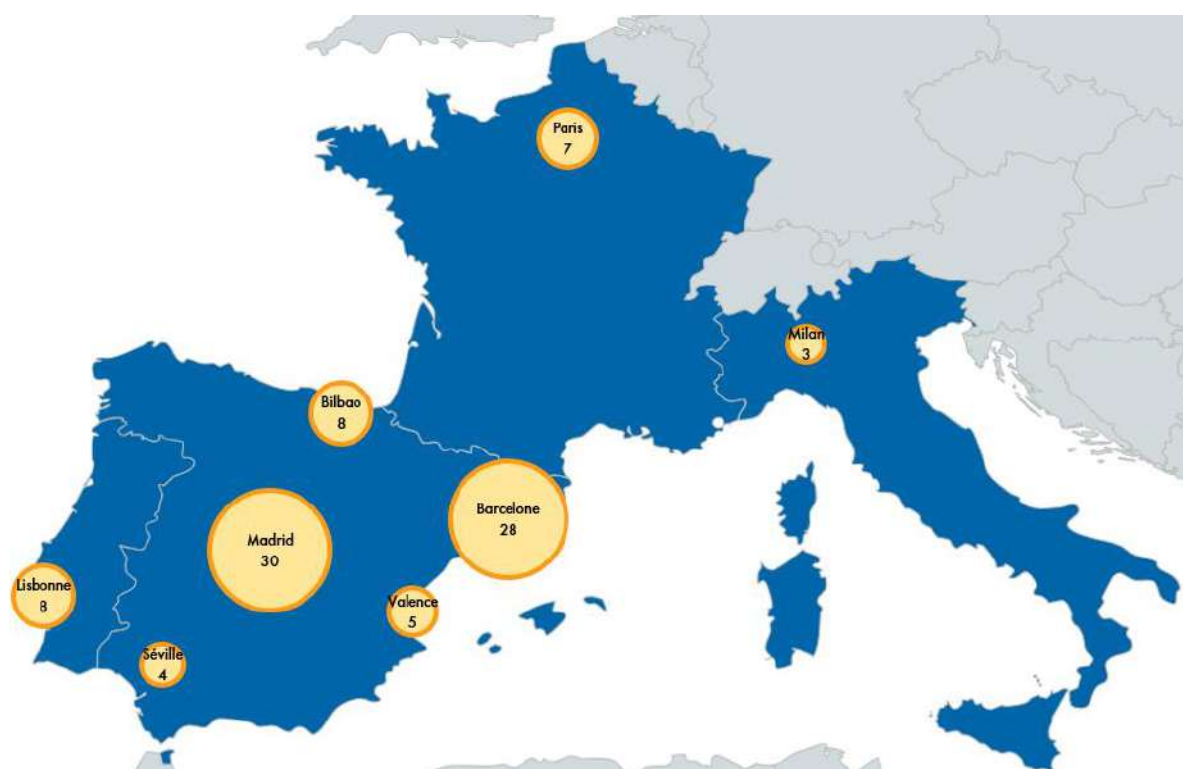 Paris
7
Milan
3
Bilbao
8
Barcelone
28
Madrid
30
Lisbonne
8
Valence
5
Séville
4